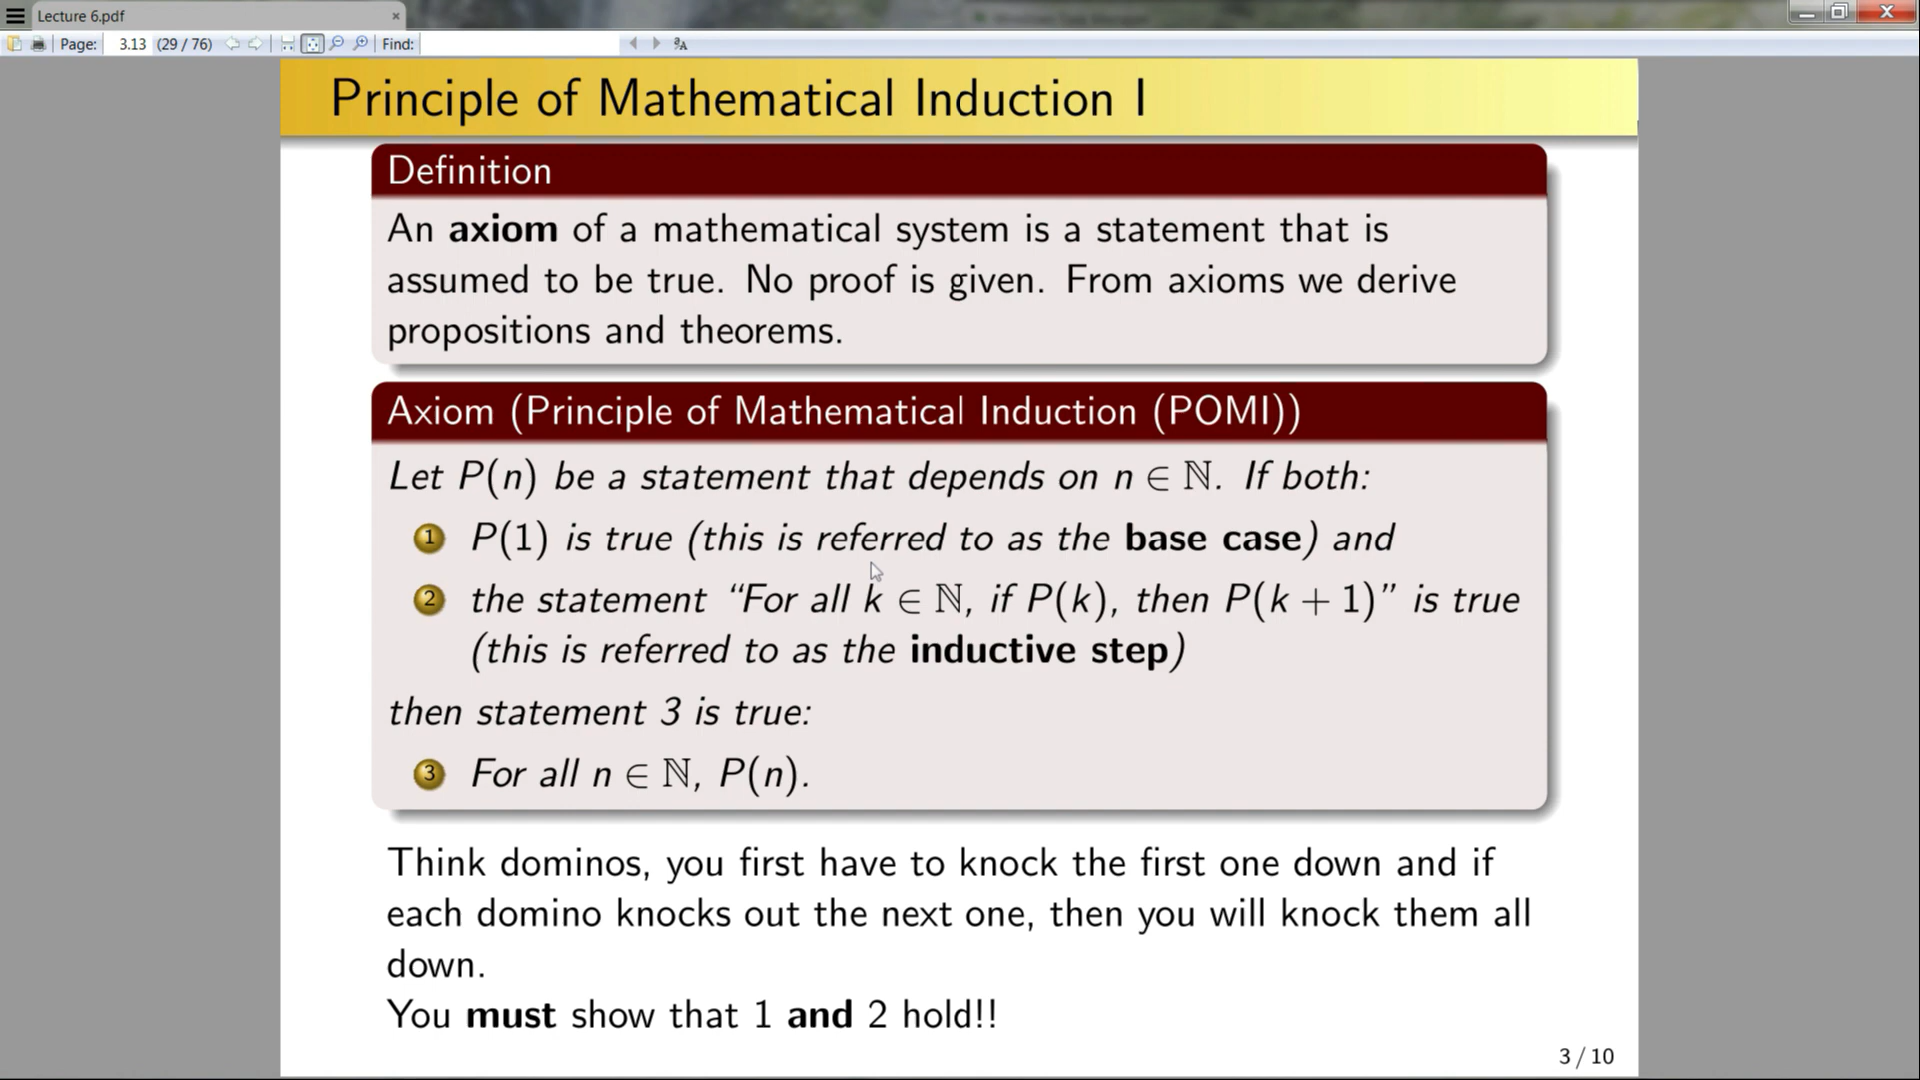 Lecture 6.pdf
Page: 3.13 (29 / 76) Find:
Principle of Mathematical Induction I
Definition
An axiom of a mathematical system is a statement that is
assumed to be true. No proof is given. From axioms we derive
propositions and theorems.
Axiom (Principle of Mathematical Induction (POMI))
Let P(n) be a statement that depends on n ∈ ℕ. If both:
1 P(1) is true (this is referred to as the base case) and
2 the statement “For all k ∈ ℕ, if P(k), then P(k + 1)” is true
(this is referred to as the inductive step)
then statement 3 is true:
3 For all n ∈ ℕ, P(n).
Think dominos, you first have to knock the first one down and if
each domino knocks out the next one, then you will knock them all
down.
You must show that 1 and 2 hold!!
3 / 10